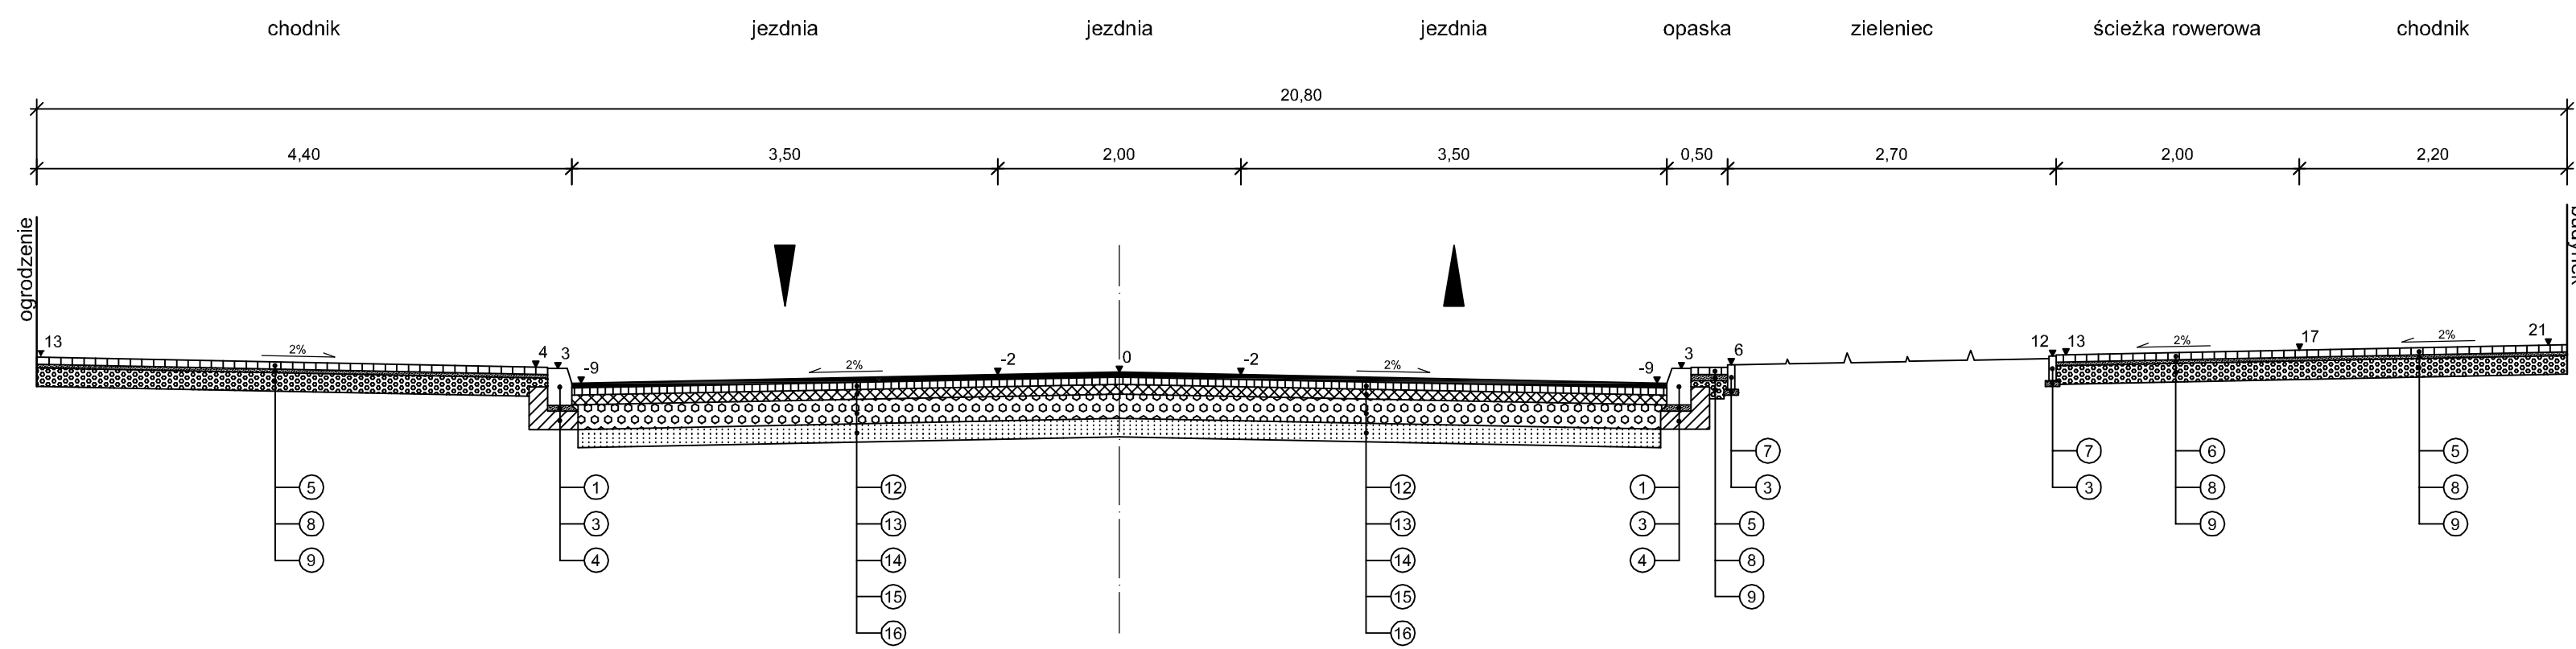 chodnik jezdnia jezdnia jezdnia opaska zieleniec ścieżka rowerowa chodnik
20,80
4,40 3,50 2,00 3,50 0,50 2,70 2,00 2,20
ogrodzenie
13 2% 4 3 -9 2% -2 0 -2 2% -9 3 6 12 13 2% 17 2% 21
7 7 6 5
5 1 12 12 1 3 3 8 8
8 3 13 13 3 5 9 9
9 4 14 14 4 8
15 15 9
16 16